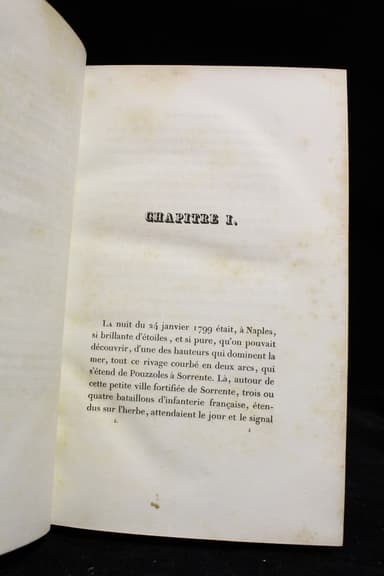 CHAPITRE I.
La nuit du 24 janvier 1799 était, à Naples,
si brillante d'étoiles, et si pure, qu'on pouvait
découvrir, d'une des hauteurs qui dominent la
mer, tout ce rivage courbé en deux arcs, qui
s'étend de Pouzzoles à Sorrente. Là, autour de
cette petite ville fortifiée de Sorrente, trois ou
quatre bataillons d'infanterie française, éten-
dus sur l'herbe, attendaient le jour et le signal
1. 1